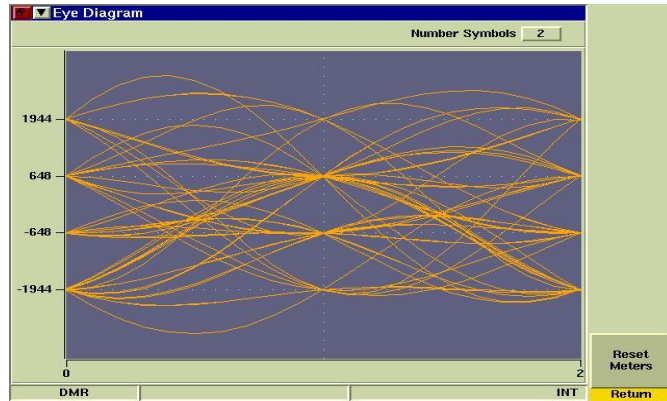 Eye Diagram
Number Symbols 2
1944
648
-648
-1944
0 2
DMR INT
Reset
Meters
Return